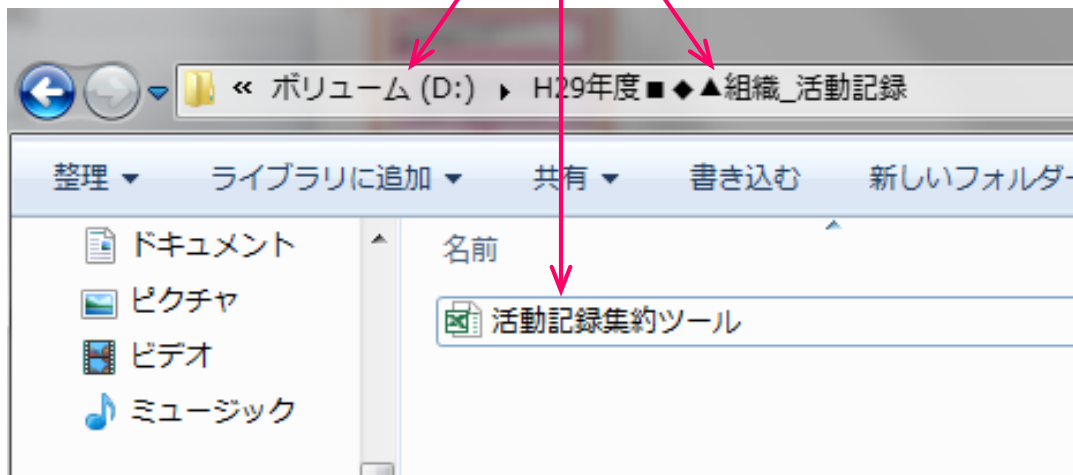 « ボリューム (D:) ▸ H29年度■◆▲組織_活動記録
整理 ▼ ライブラリに追加 ▼ 共有 ▼ 書き込む 新しいフォルダー
ドキュメント
ピクチャ
ビデオ
ミュージック
名前
活動記録集約ツール